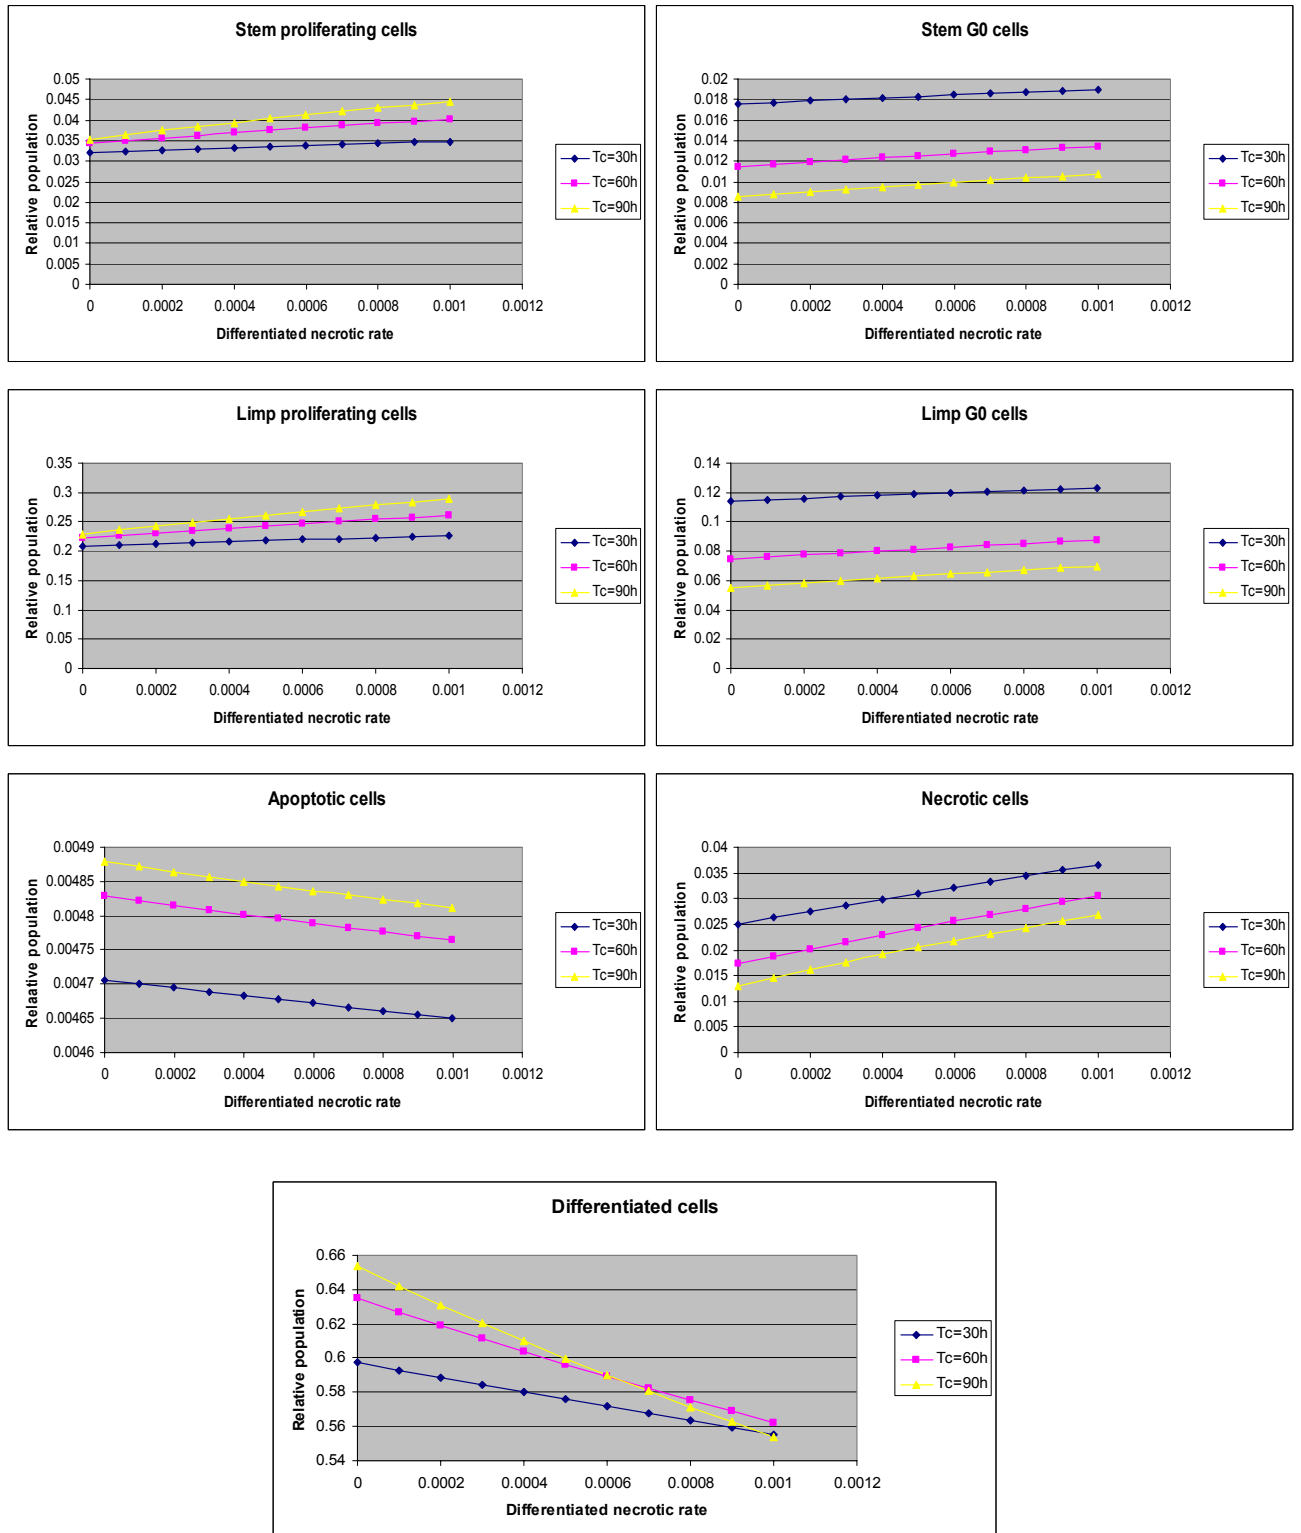 Stem proliferating cells
0.05
0.045
0.04
0.035
0.03
0.025
0.02
0.015
0.01
0.005
0
Relative population
0 0.0002 0.0004 0.0006 0.0008 0.001 0.0012
Differentiated necrotic rate
Tc=30h
Tc=60h
Tc=90h
Stem G0 cells
0.02
0.018
0.016
0.014
0.012
0.01
0.008
0.006
0.004
0.002
0
Relative population
0 0.0002 0.0004 0.0006 0.0008 0.001 0.0012
Differentiated necrotic rate
Tc=30h
Tc=60h
Tc=90h
Limp proliferating cells
0.35
0.3
0.25
0.2
0.15
0.1
0.05
0
Relative population
0 0.0002 0.0004 0.0006 0.0008 0.001 0.0012
Differentiated necrotic rate
Tc=30h
Tc=60h
Tc=90h
Limp G0 cells
0.14
0.12
0.1
0.08
0.06
0.04
0.02
0
Relative population
0 0.0002 0.0004 0.0006 0.0008 0.001 0.0012
Differentiated necrotic rate
Tc=30h
Tc=60h
Tc=90h
Apoptotic cells
0.0049
0.00485
0.0048
0.00475
0.0047
0.00465
0.0046
Relaative population
0 0.0002 0.0004 0.0006 0.0008 0.001 0.0012
Differentiated necrotic rate
Tc=30h
Tc=60h
Tc=90h
Necrotic cells
0.04
0.035
0.03
0.025
0.02
0.015
0.01
0.005
0
Relative population
0 0.0002 0.0004 0.0006 0.0008 0.001 0.0012
Differentiated necrotic rate
Tc=30h
Tc=60h
Tc=90h
Differentiated cells
0.66
0.64
0.62
0.6
0.58
0.56
0.54
Relative population
0 0.0002 0.0004 0.0006 0.0008 0.001 0.0012
Differentiated necrotic rate
Tc=30h
Tc=60h
Tc=90h